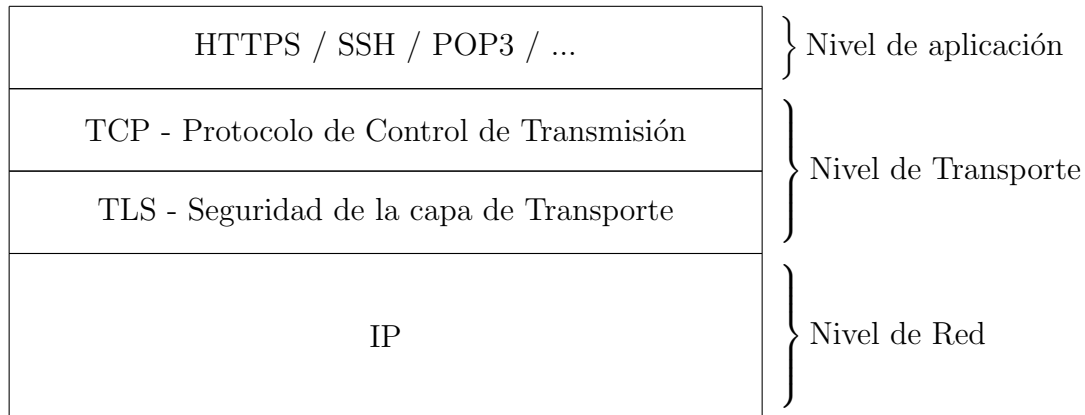 HTTPS / SSH / POP3 / ...
Nivel de aplicación
TCP - Protocolo de Control de Transmisión
Nivel de Transporte
TLS - Seguridad de la capa de Transporte
IP
Nivel de Red